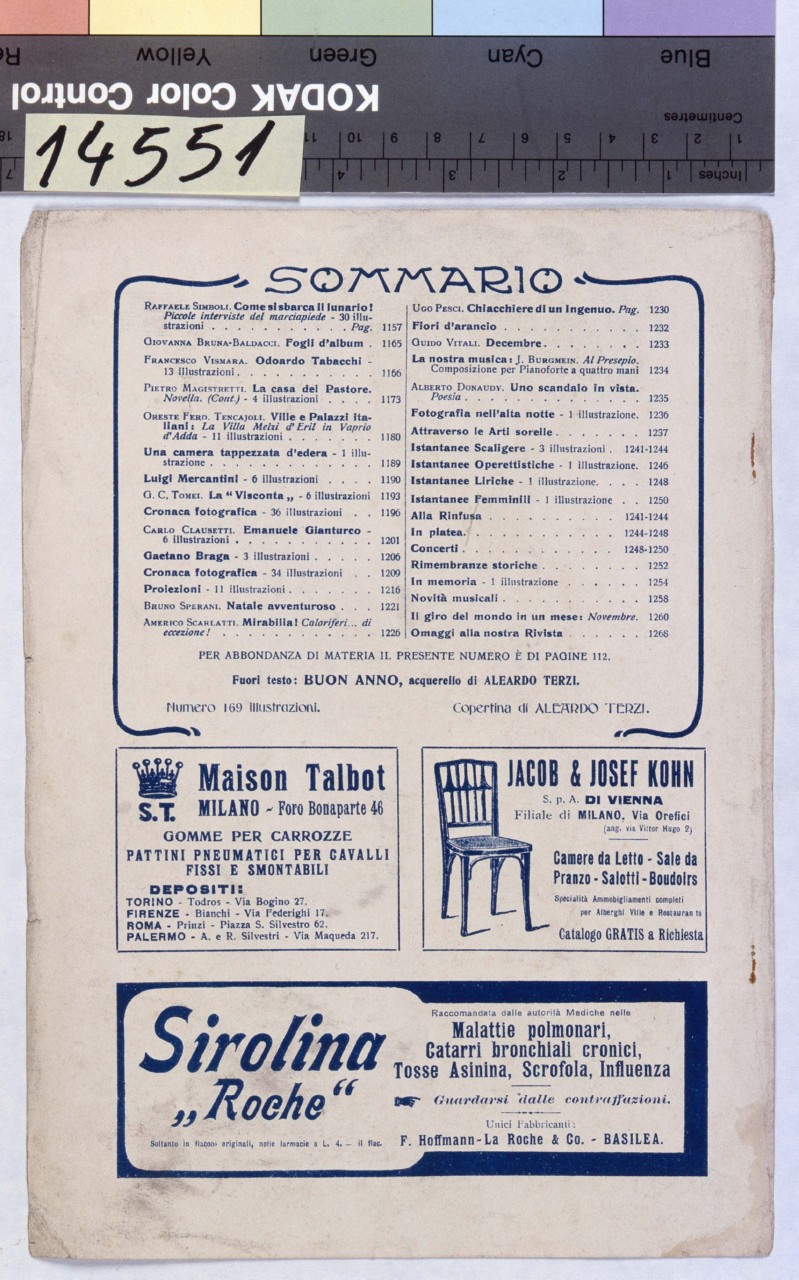 Red Yellow Green Cyan Blue
KODAK Color Control
Centimetres
Inches
14551
SOMMARIO
RAFFAELE SIMBOLI. Come si sbarca il lunario!
Piccole interviste del marciapiede - 30 illu-
strazioni . . . . . . . . . . Pag. 1157
GIOVANNA BRUNA-BALDACCI. Fogli d'album . 1165
FRANCESCO VISMARA. Odoardo Tabacchi -
13 illustrazioni . . . . . . . . . . 1166
PIETRO MAGISTRETTI. La casa del Pastore.
Novella. (Cont.) - 4 illustrazioni . . . . 1173
ORESTE FERD. TENCAJOLI. Ville e Palazzi ita-
liani: La Villa Melzi d'Eril in Vaprio
d'Adda - 11 illustrazioni . . . . . . . 1180
Una camera tappezzata d'edera - 1 illu-
strazione . . . . . . . . . . . . 1189
Luigi Mercantini - 6 illustrazioni . . . . 1190
G. C. TOMEI. La “ Visconta „ - 6 illustrazioni 1193
Cronaca fotografica - 36 illustrazioni . . 1196
CARLO CLAUSETTI. Emanuele Gianturco -
6 illustrazioni . . . . . . . . . . 1201
Gaetano Braga - 3 illustrazioni . . . . . 1206
Cronaca fotografica - 34 illustrazioni . . 1209
Proiezioni - 11 illustrazioni . . . . . . . 1216
BRUNO SPERANI. Natale avventuroso . . . 1221
AMERICO SCARLATTI. Mirabilia! Caloriferi... di
eccezione! . . . . . . . . . . . . 1226
UGO PESCI. Chiacchiere di un Ingenuo. Pag. 1230
Fiori d'arancio . . . . . . . . . . 1232
GUIDO VITALI. Decembre. . . . . . . . 1233
La nostra musica: J. BURGMEIN. Al Presepio.
Composizione per Pianoforte a quattro mani 1234
ALBERTO DONAUDY. Uno scandalo in vista.
Poesia . . . . . . . . . . . . . 1235
Fotografia nell'alta notte - 1 illustrazione. 1236
Attraverso le Arti sorelle . . . . . . . 1237
Istantanee Scaligere - 3 illustrazioni . 1241-1244
Istantanee Operettistiche - 1 illustrazione. 1246
Istantanee Liriche - 1 illustrazione. . . . 1248
Istantanee Femminili - 1 illustrazione . . 1250
Alla Rinfusa . . . . . . . . . . 1241-1244
In platea. . . . . . . . . . . 1244-1248
Concerti . . . . . . . . . . . 1248-1250
Rimembranze storiche . . . . . . . . 1252
In memoria - 1 illustrazione . . . . . . 1254
Novità musicali . . . . . . . . . . 1258
Il giro del mondo in un mese: Novembre. 1260
Omaggi alla nostra Rivista . . . . . . 1268
PER ABBONDANZA DI MATERIA IL PRESENTE NUMERO È DI PAGINE 112.
Fuori testo: BUON ANNO, acquerello di ALEARDO TERZI.
Numero 169 illustrazioni.
Copertina di ALEARDO TERZI.
S.T.
Maison Talbot
MILANO - Foro Bonaparte 46
GOMME PER CARROZZE
PATTINI PNEUMATICI PER CAVALLI
FISSI E SMONTABILI
DEPOSITI:
TORINO - Todros - Via Bogino 27.
FIRENZE - Bianchi - Via Federighi 17.
ROMA - Prinzi - Piazza S. Silvestro 62.
PALERMO - A. e R. Silvestri - Via Maqueda 217.
JACOB & JOSEF KOHN
S. p. A. DI VIENNA
Filiale di MILANO, Via Orefici
(ang. via Victor Hugo 2)
Camere da Letto - Sale da
Pranzo - Salotti - Boudoirs
Specialità Ammobigliamenti completi
per Alberghi Ville e Restaurants
Catalogo GRATIS a Richiesta
Sirolina
„Roche“
Soltanto in flaconi originali, nelle farmacie a L. 4. — il flac.
Raccomandata dalle autorità Mediche nelle
Malattie polmonari,
Catarri bronchiali cronici,
Tosse Asinina, Scrofola, Influenza
Guardarsi dalle contraffazioni.
Unici Fabbricanti:
F. Hoffmann-La Roche & Co. - BASILEA.